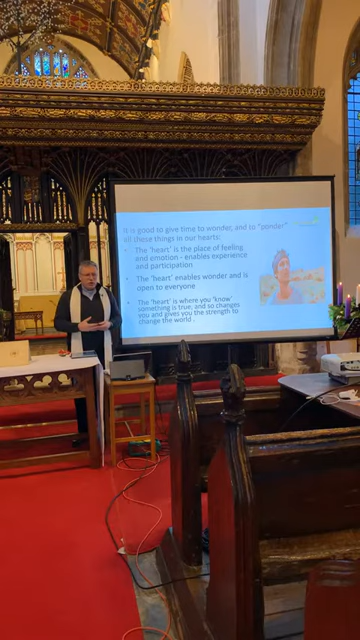 It is good to give time to wonder, and so "pondar"
all these things in our hearts:
• The 'heart' is the place of feeling
and emotion - enables experience
and participation
• The 'heart' enables wonder and is
open to everyone
• The 'heart' is where you 'know'
something is true, and so changes
you and gives you the strength to
change the world .